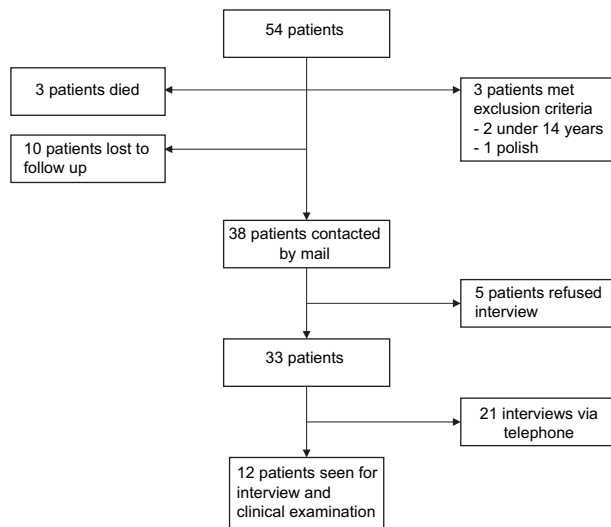 54 patients
3 patients died
3 patients met
exclusion criteria
- 2 under 14 years
- 1 polish
10 patients lost to
follow up
38 patients contacted
by mail
5 patients refused
interview
33 patients
21 interviews via
telephone
12 patients seen for
interview and
clinical examination